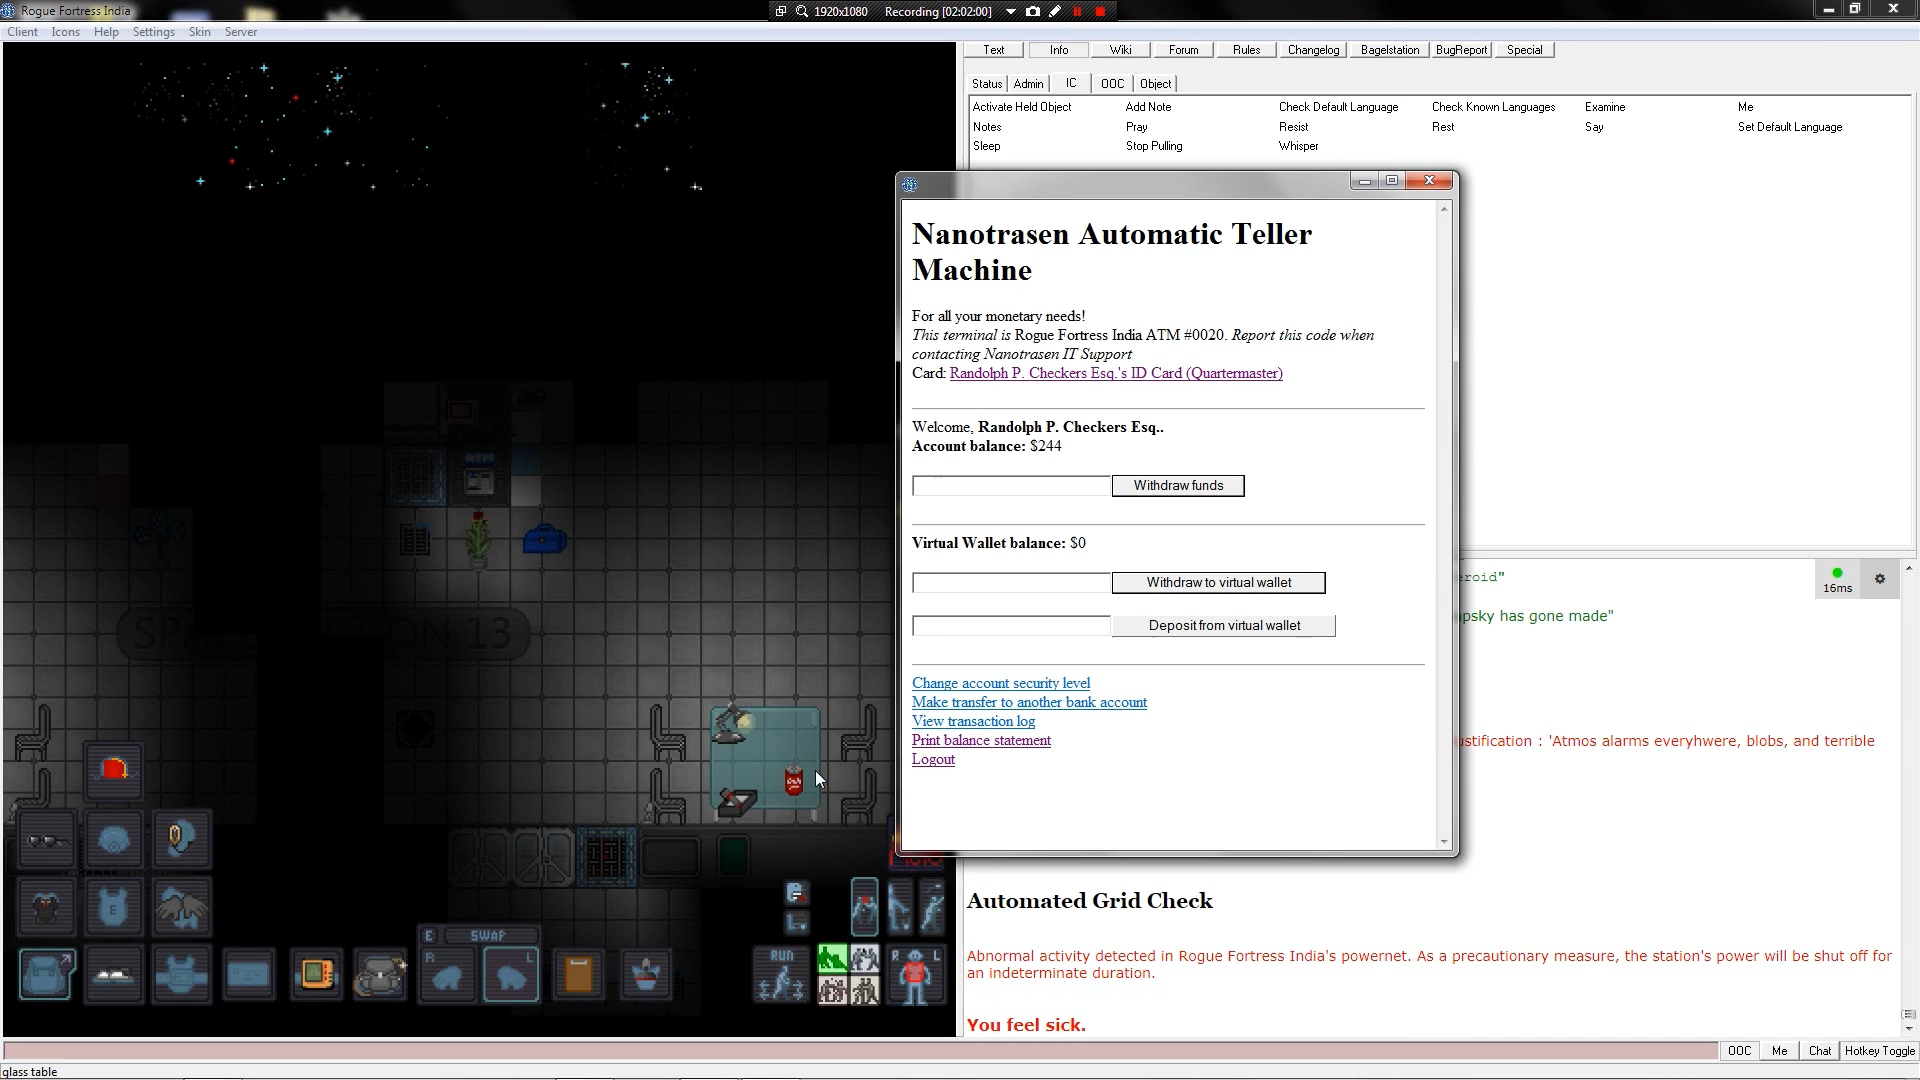 Rogue Fortress India
1920x1080 Recording [02:02:00]
Client Icons Help Settings Skin Server
Text Info Wiki Forum Rules Changelog Bagelstation BugReport Special
Status Admin IC OOC Object
Activate Held Object Add Note Check Default Language Check Known Languages Examine Me
Notes Pray Resist Rest Say Set Default Language
Sleep Stop Pulling Whisper
Nanotrasen Automatic Teller
Machine
For all your monetary needs!
This terminal is Rogue Fortress India ATM #0020. Report this code when
contacting Nanotrasen IT Support
Card: Randolph P. Checkers Esq.'s ID Card (Quartermaster)
Welcome, Randolph P. Checkers Esq..
Account balance: $244
Withdraw funds
Virtual Wallet balance: $0
Withdraw to virtual wallet
Deposit from virtual wallet
Change account security level
Make transfer to another bank account
View transaction log
Print balance statement
Logout
eroid"
16ms
psky has gone made"
ustification : 'Atmos alarms everyhwere, blobs, and terrible
ATM
ON 13
Automated Grid Check
Abnormal activity detected in Rogue Fortress India's powernet. As a precautionary measure, the station's power will be shut off for
an indeterminate duration.
You feel sick.
E SWAP
R L
RUN
R L
E
OOC Me Chat Hotkey Toggle
glass table